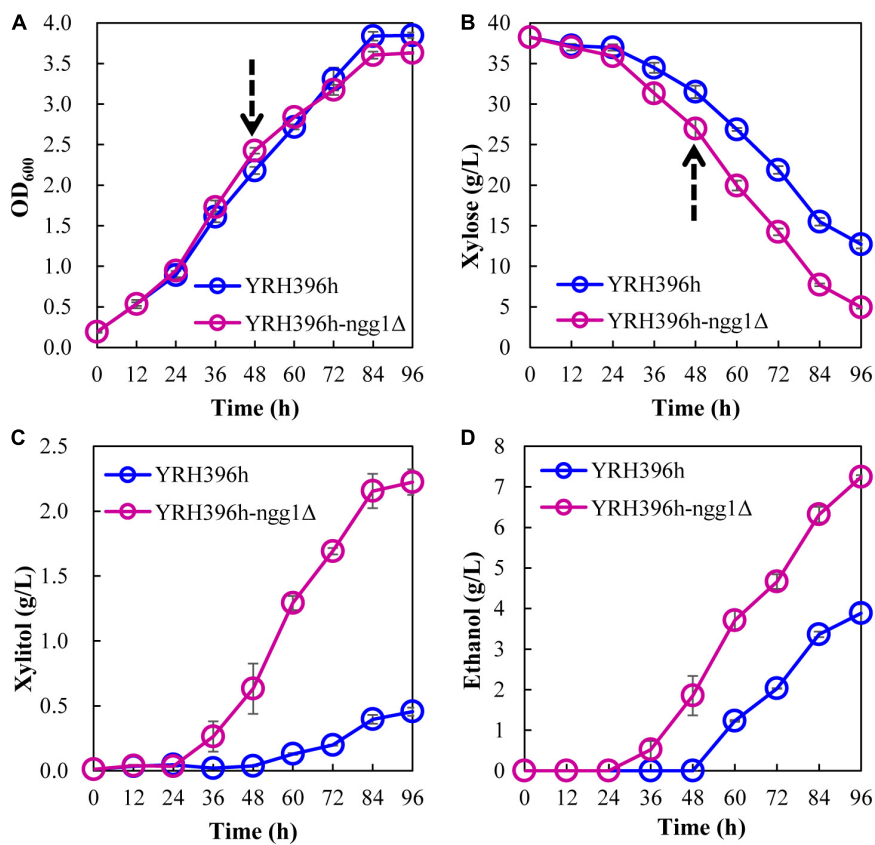 A
OD600
4.0
3.5
3.0
2.5
2.0
1.5
1.0
0.5
0.0
YRH396h
YRH396h-ngg1Δ
0 12 24 36 48 60 72 84 96
Time (h)
B
Xylose (g/L)
40
35
30
25
20
15
10
5
0
YRH396h
YRH396h-ngg1Δ
0 12 24 36 48 60 72 84 96
Time (h)
C
Xylitol (g/L)
2.5
2.0
1.5
1.0
0.5
0.0
YRH396h
YRH396h-ngg1Δ
0 12 24 36 48 60 72 84 96
Time (h)
D
Ethanol (g/L)
8
7
6
5
4
3
2
1
0
YRH396h
YRH396h-ngg1Δ
0 12 24 36 48 60 72 84 96
Time (h)